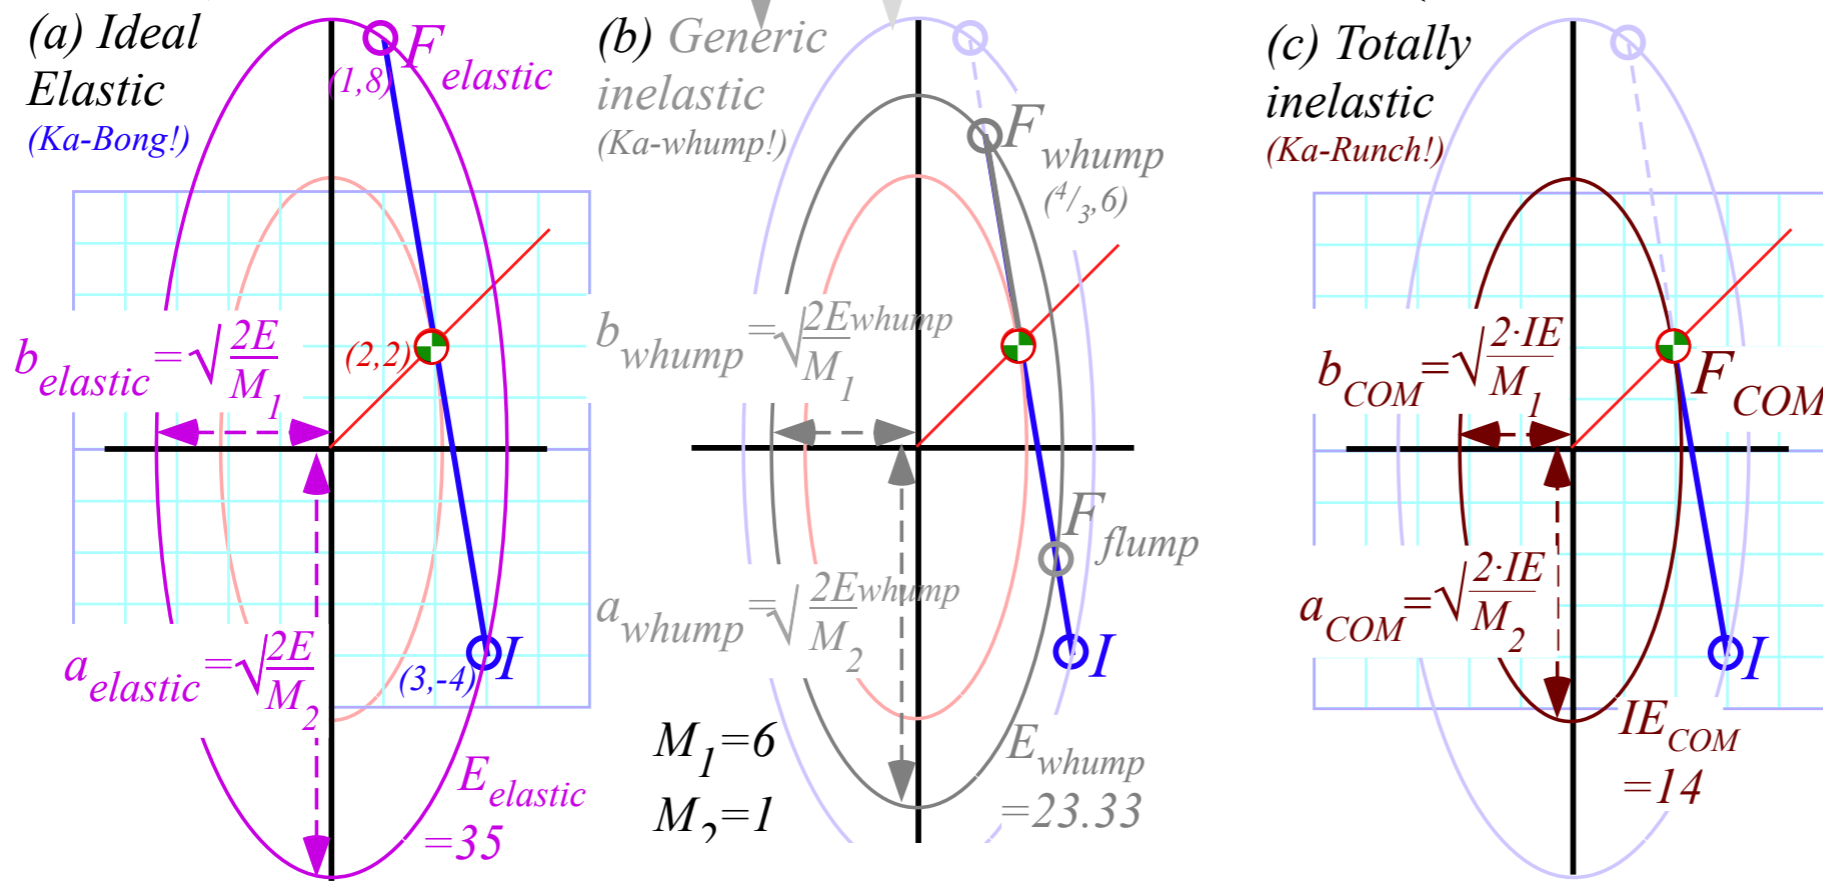 (a) Ideal
Elastic
(Ka-Bong!)
F elastic
(1,8)
b elastic =√2E/M1
(2,2)
a elastic =√2E/M2
(3,-4)
I
E elastic
=35
(b) Generic
inelastic
(Ka-whump!)
F whump
(4/3,6)
b whump =√2Ewhump/M1
F flump
a whump =√2Ewhump/M2
I
M1=6
M2=1
E whump
=23.33
(c) Totally
inelastic
(Ka-Runch!)
b COM =√2·IE/M1
F COM
a COM =√2·IE/M2
I
IE COM
=14